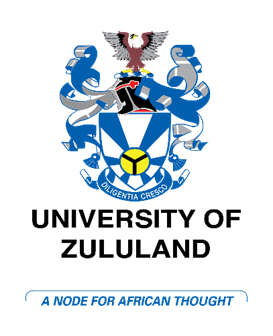 DILIGENTIA CRESCO
UNIVERSITY OF
ZULULAND
A NODE FOR AFRICAN THOUGHT